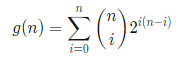 g(n) = \sum_{i=0}^{n} \binom{n}{i} 2^{i(n-i)}